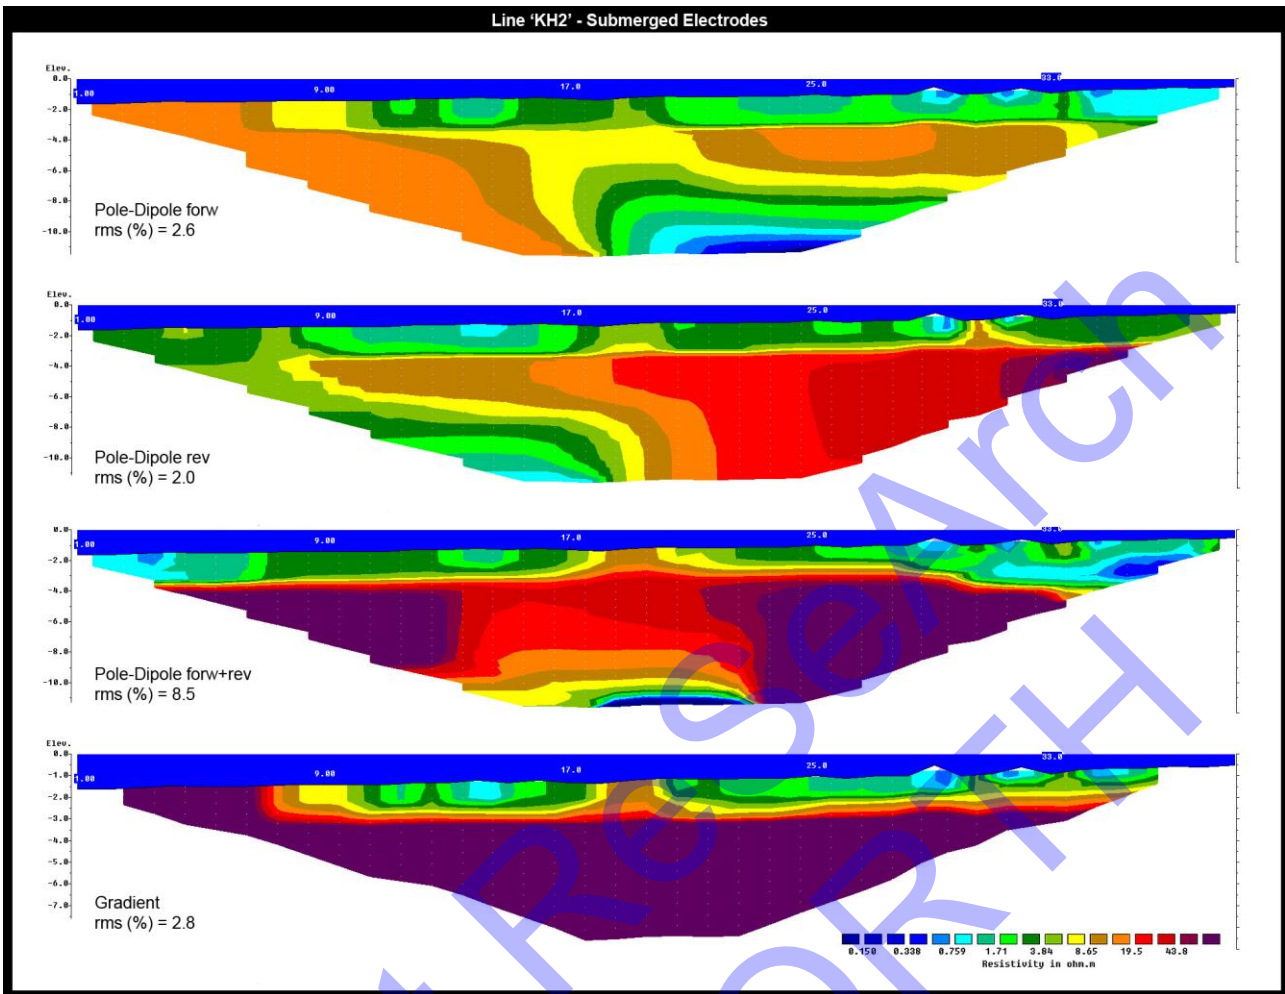 Line ‘KH2’ - Submerged Electrodes
Elev.
0.0
-2.0
-4.0
-6.0
-8.0
-10.0
1.00 9.00 17.0 25.0 33.0
Pole-Dipole forw
rms (%) = 2.6
Elev.
0.0
-2.0
-4.0
-6.0
-8.0
-10.0
1.00 9.00 17.0 25.0 33.0
Pole-Dipole rev
rms (%) = 2.0
0.0
-2.0
-4.0
-6.0
-8.0
-10.0
1.00 9.00 17.0 25.0 33.0
Pole-Dipole forw+rev
rms (%) = 8.5
Elev.
0.0
-1.0
-2.0
-3.0
-4.0
-5.0
-6.0
-7.0
1.00 9.00 17.0 25.0 33.0
Gradient
rms (%) = 2.8
0.150 0.338 0.759 1.71 3.84 8.65 19.5 43.8
Resistivity in ohm.m
ReSeArch